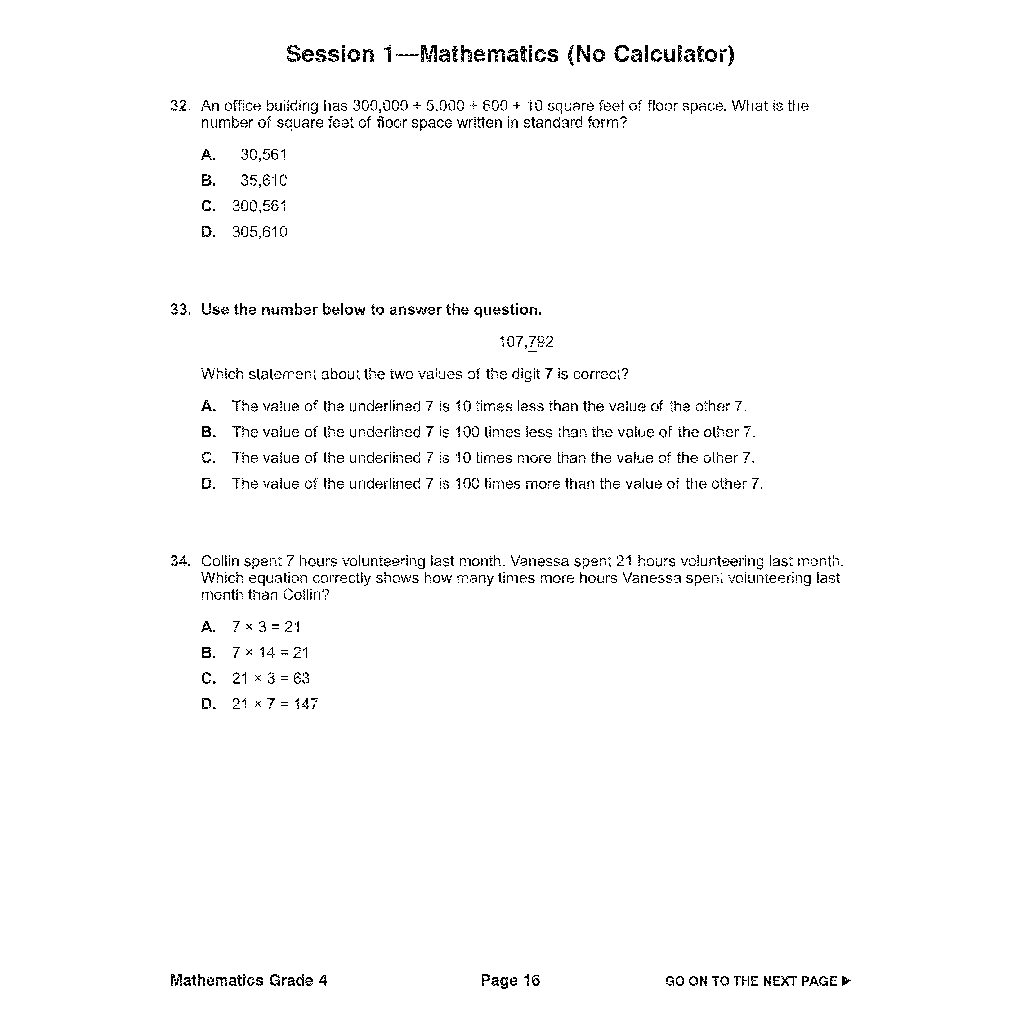 Session 1—Mathematics (No Calculator)
32. An office building has 300,000 + 5,000 + 600 + 10 square feet of floor space. What is the
number of square feet of floor space written in standard form?
A. 30,561
B. 35,610
C. 300,561
D. 305,610
33. Use the number below to answer the question.
107,792
Which statement about the two values of the digit 7 is correct?
A. The value of the underlined 7 is 10 times less than the value of the other 7.
B. The value of the underlined 7 is 100 times less than the value of the other 7.
C. The value of the underlined 7 is 10 times more than the value of the other 7.
D. The value of the underlined 7 is 100 times more than the value of the other 7.
34. Collin spent 7 hours volunteering last month. Vanessa spent 21 hours volunteering last month.
Which equation correctly shows how many times more hours Vanessa spent volunteering last
month than Collin?
A. 7 × 3 = 21
B. 7 × 14 = 21
C. 21 × 3 = 63
D. 21 × 7 = 147
Mathematics Grade 4 Page 16 GO ON TO THE NEXT PAGE ▶